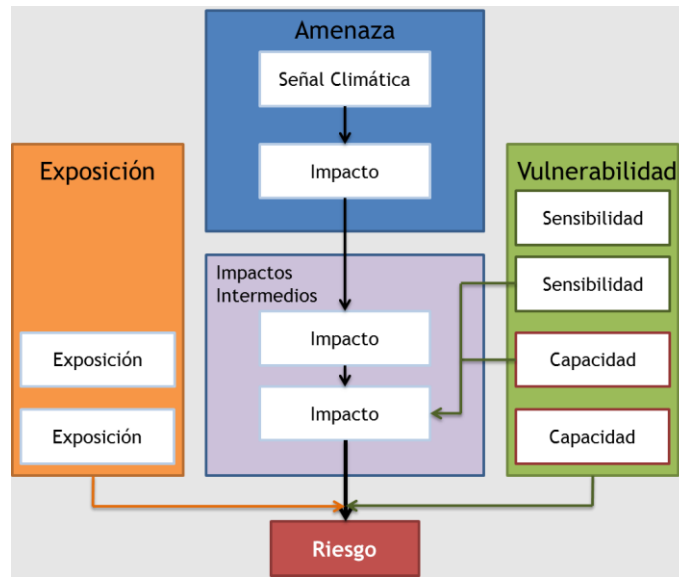 Amenaza
Señal Climática
Impacto
Exposición
Exposición
Exposición
Impactos
Intermedios
Impacto
Impacto
Vulnerabilidad
Sensibilidad
Sensibilidad
Capacidad
Capacidad
Riesgo